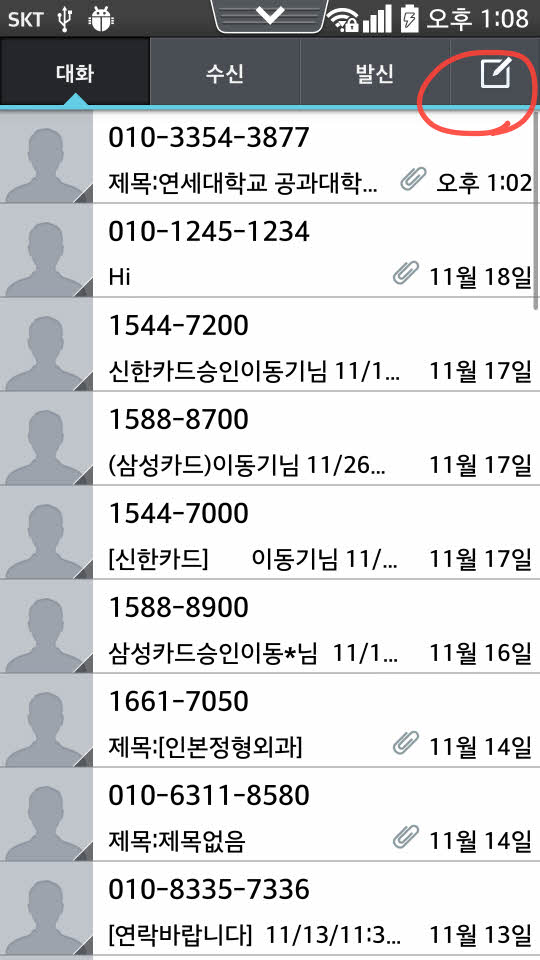 SKT 오후 1:08
대화 수신 발신
010-3354-3877
제목:연세대학교 공과대학... 오후 1:02
010-1245-1234
Hi 11월 18일
1544-7200
신한카드승인이동기님 11/1... 11월 17일
1588-8700
(삼성카드)이동기님 11/26... 11월 17일
1544-7000
[신한카드] 이동기님 11/... 11월 17일
1588-8900
삼성카드승인이동*님 11/1... 11월 16일
1661-7050
제목:[인본정형외과] 11월 14일
010-6311-8580
제목:제목없음 11월 14일
010-8335-7336
[연락바랍니다] 11/13/11:3... 11월 13일